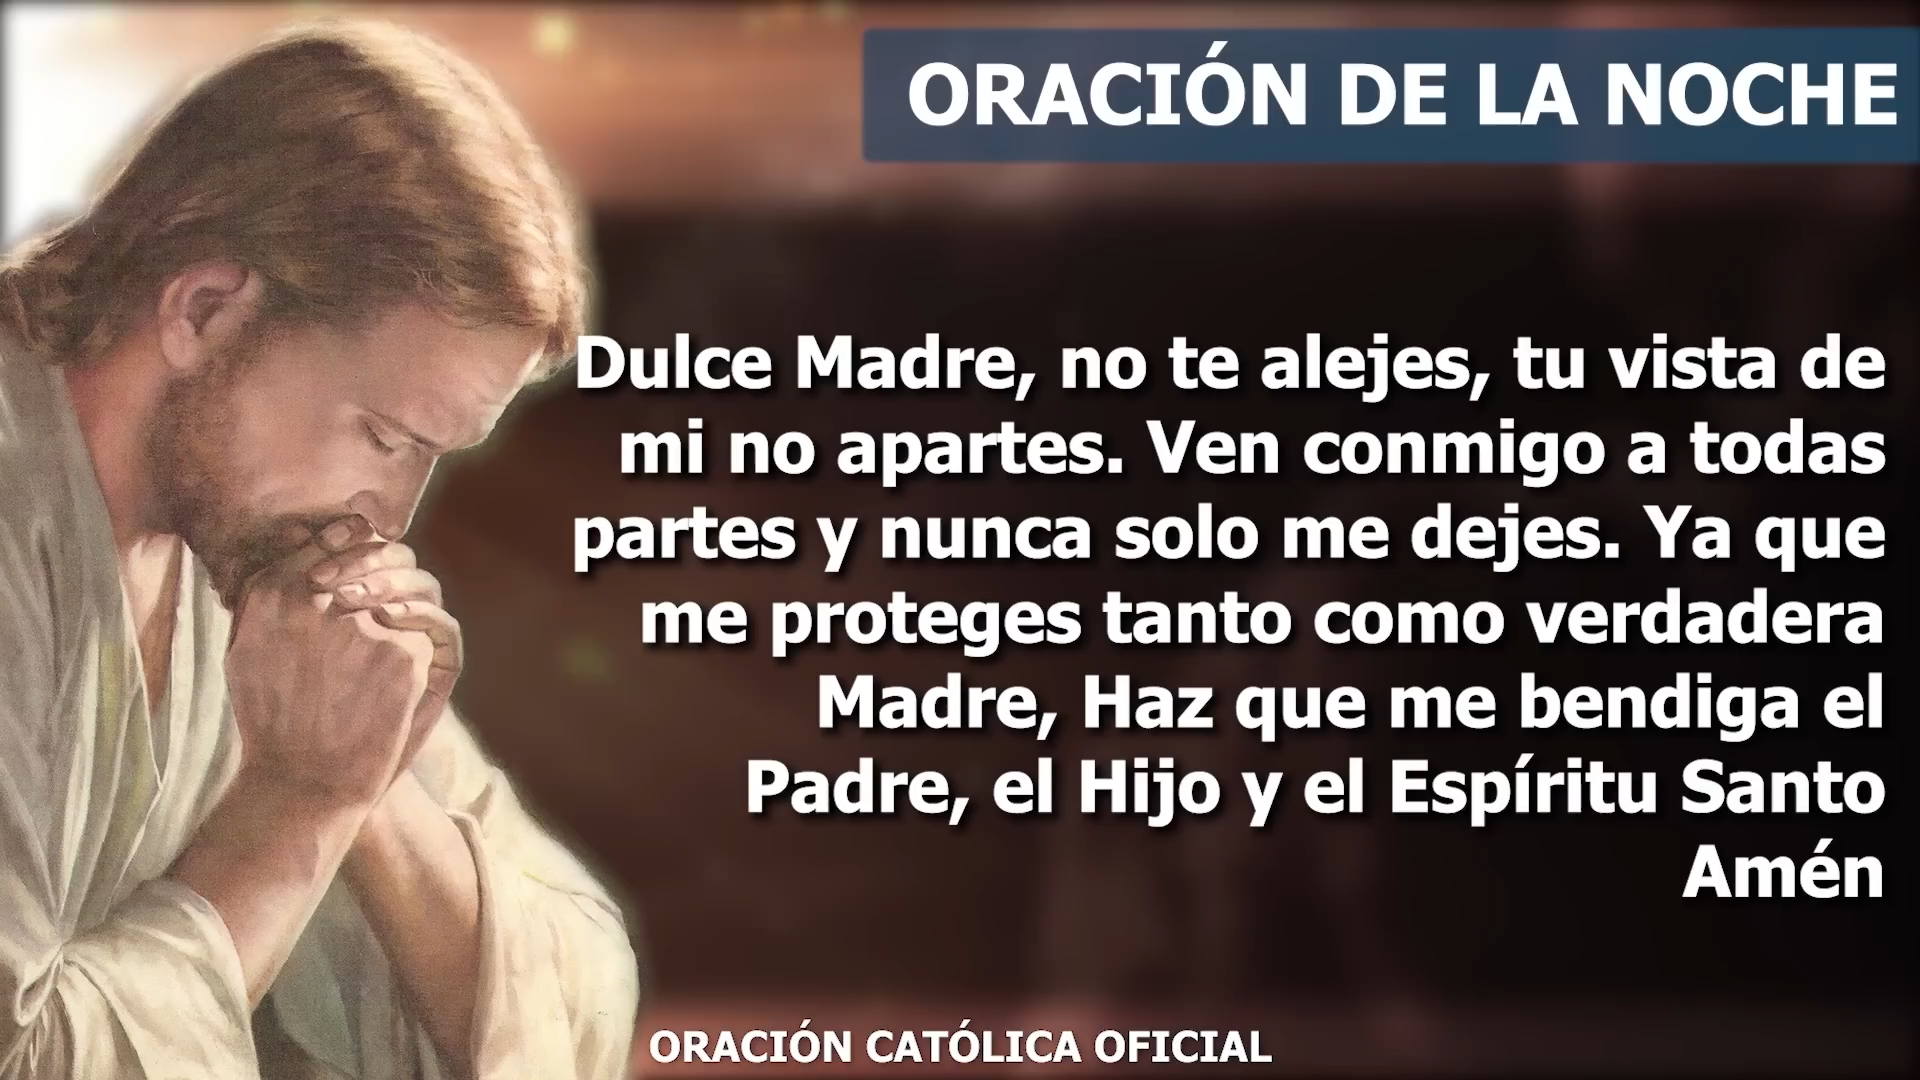 ORACIÓN DE LA NOCHE
Dulce Madre, no te alejes, tu vista de
mi no apartes. Ven conmigo a todas
partes y nunca solo me dejes. Ya que
me proteges tanto como verdadera
Madre, Haz que me bendiga el
Padre, el Hijo y el Espíritu Santo
Amén
ORACIÓN CATÓLICA OFICIAL